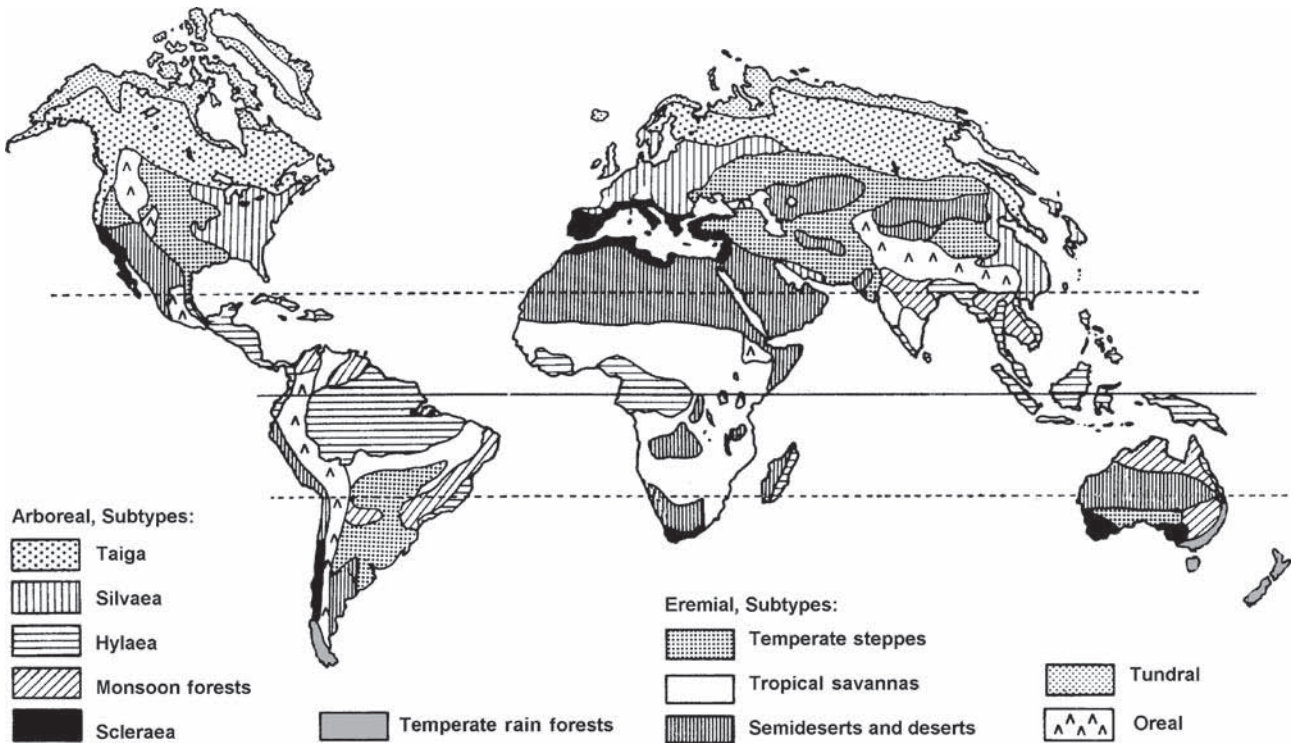 Arboreal, Subtypes:
Taiga
Silvaea
Hylaea
Monsoon forests
Scleraea
Temperate rain forests
Eremial, Subtypes:
Temperate steppes
Tropical savannas
Semideserts and deserts
Tundral
Oreal